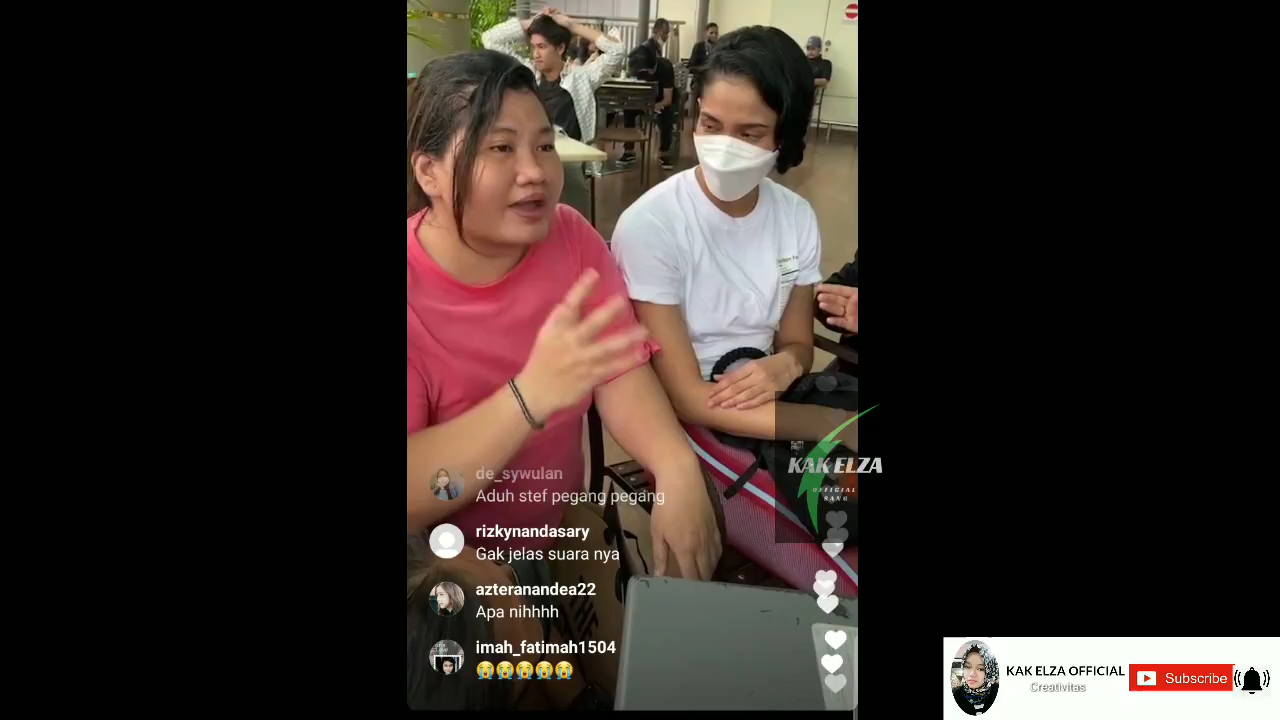 de_sywulan
Aduh stef pegang pegang
rizkynandasary
Gak jelas suara nya
azteranandea22
Apa nihhhh
imah_fatimah1504
😭😭😭😭😭
KAK ELZA
OFFICIAL
SANG
KAK ELZA OFFICIAL
Creativitas
Subscribe